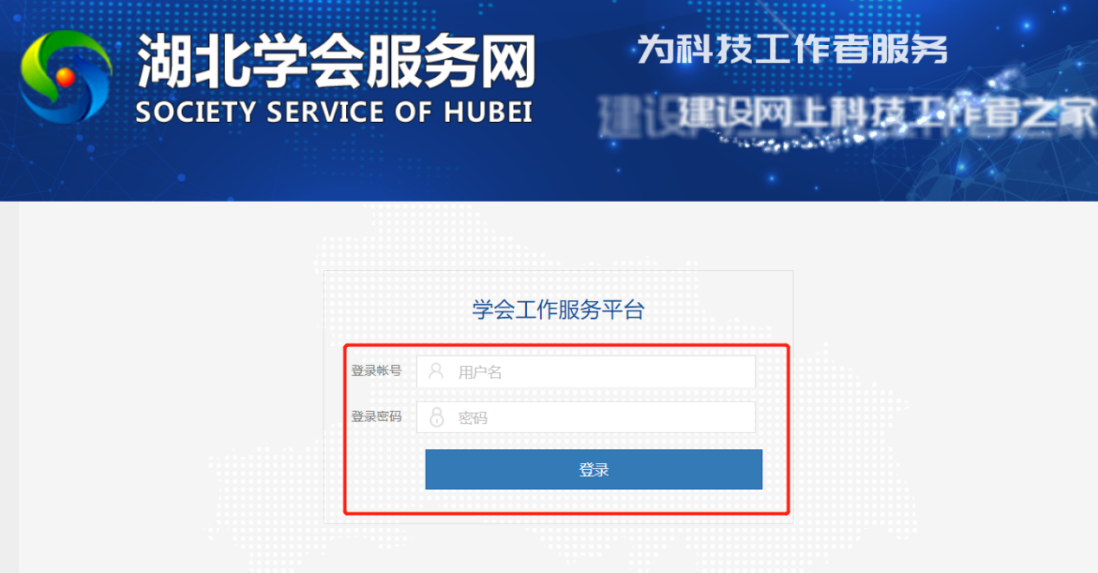 湖北学会服务网
SOCIETY SERVICE OF HUBEI
为科技工作者服务
建设网上科技工作者之家
学会工作服务平台
登录帐号 用户名
登录密码 密码
登录